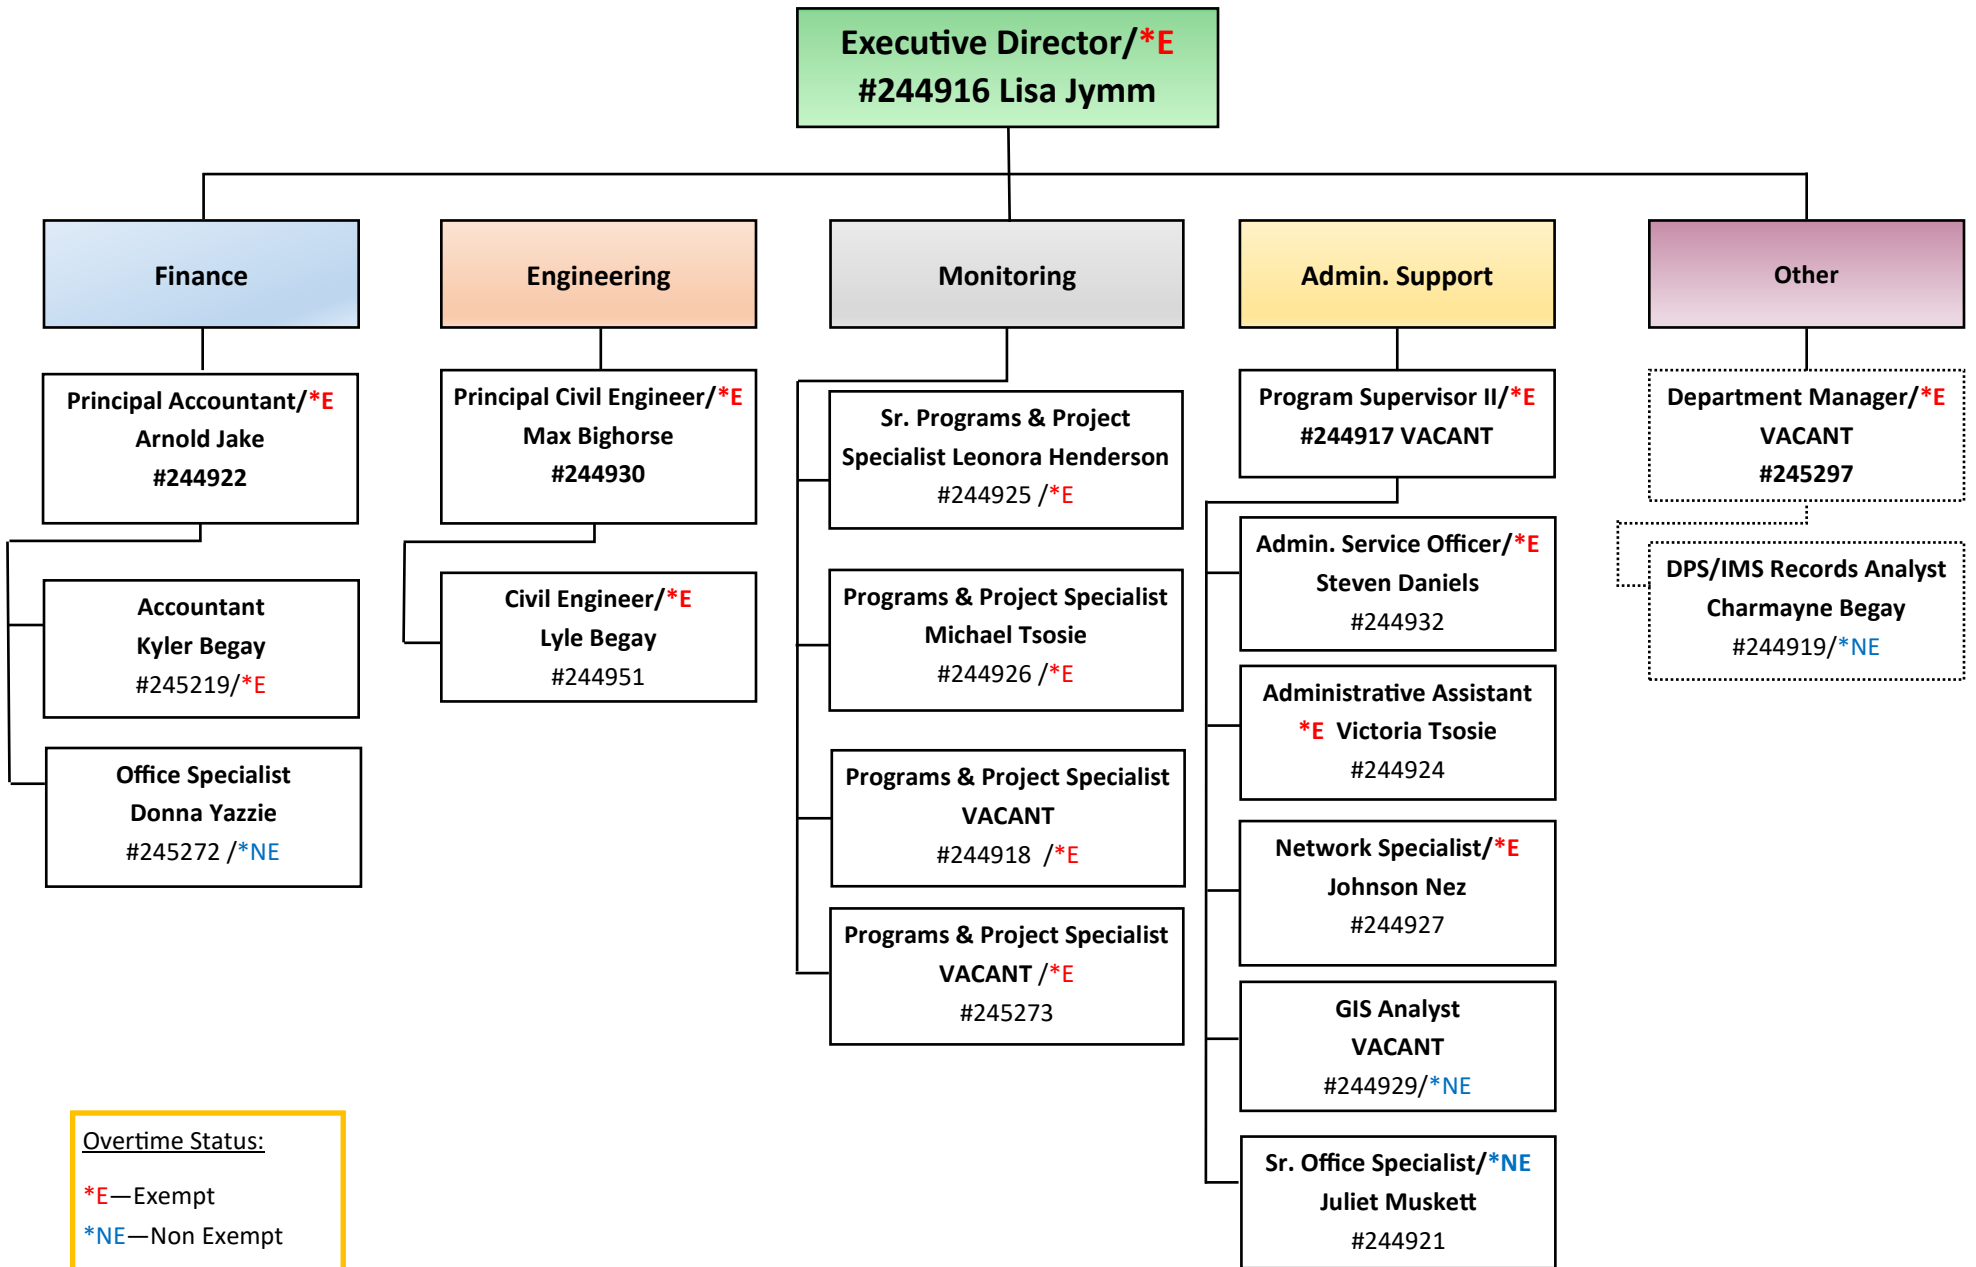 Executive Director/*E
#244916 Lisa Jymm
Finance
Engineering
Monitoring
Admin. Support
Other
Principal Accountant/*E
Arnold Jake
#244922
Accountant
Kyler Begay
#245219/*E
Office Specialist
Donna Yazzie
#245272 /*NE
Principal Civil Engineer/*E
Max Bighorse
#244930
Civil Engineer/*E
Lyle Begay
#244951
Sr. Programs & Project
Specialist Leonora Henderson
#244925 /*E
Programs & Project Specialist
Michael Tsosie
#244926 /*E
Programs & Project Specialist
VACANT
#244918 /*E
Programs & Project Specialist
VACANT /*E
#245273
Program Supervisor II/*E
#244917 VACANT
Admin. Service Officer/*E
Steven Daniels
#244932
Administrative Assistant
*E Victoria Tsosie
#244924
Network Specialist/*E
Johnson Nez
#244927
GIS Analyst
VACANT
#244929/*NE
Sr. Office Specialist/*NE
Juliet Muskett
#244921
Department Manager/*E
VACANT
#245297
DPS/IMS Records Analyst
Charmayne Begay
#244919/*NE
Overtime Status:
*E—Exempt
*NE—Non Exempt